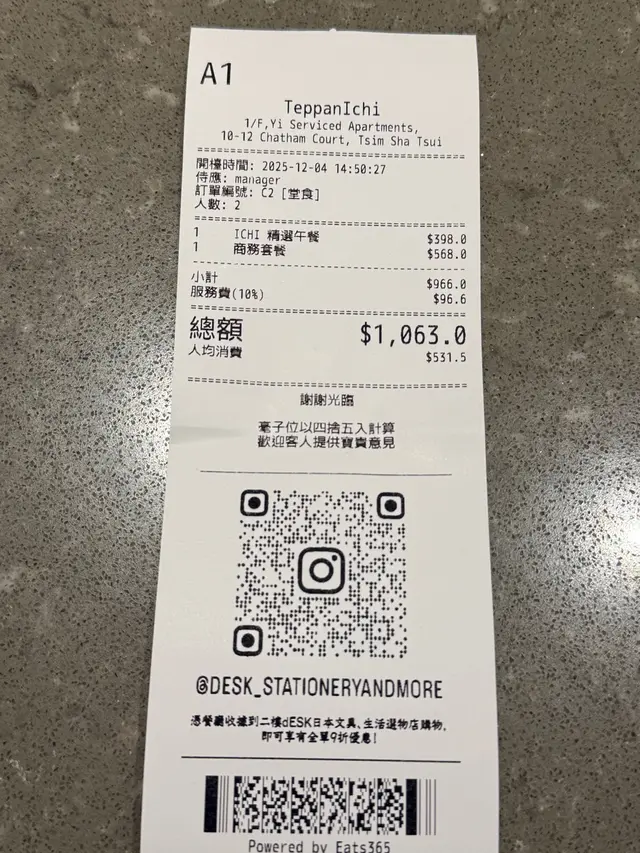 A1
TeppanIchi
1/F,Yi Serviced Apartments,
10-12 Chatham Court, Tsim Sha Tsui
開檯時間: 2025-12-04 14:50:27
侍應: manager
訂單編號: C2 [堂食]
人數: 2
1 ICHI 精選午餐 $398.0
1 商務套餐 $568.0
小計 $966.0
服務費(10%) $96.6
總額 $1,063.0
人均消費 $531.5
謝謝光臨
毫子位以四捨五入計算
歡迎客人提供寶貴意見
@DESK_STATIONERYANDMORE
憑餐廳收據到二樓dESK日本文具、生活選物店購物,
即可享有全單9折優惠!
Powered by Eats365